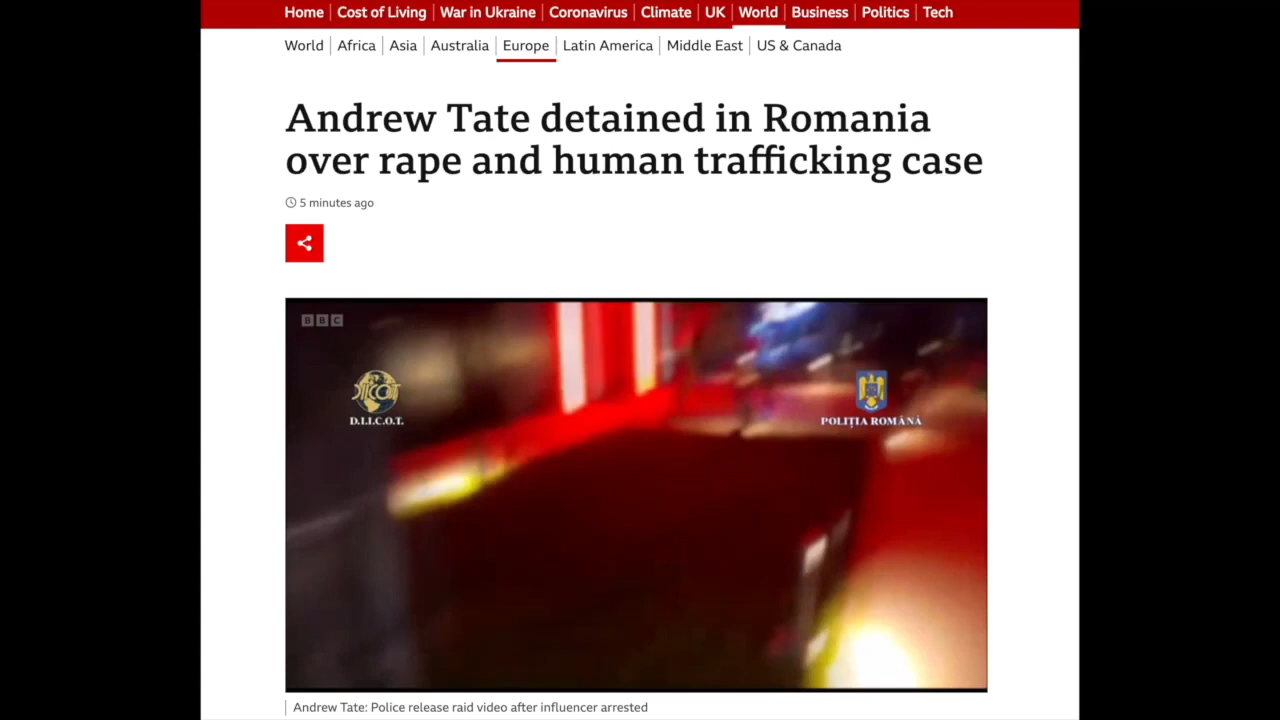 Home Cost of Living War in Ukraine Coronavirus Climate UK World Business Politics Tech
World Africa Asia Australia Europe Latin America Middle East US & Canada
Andrew Tate detained in Romania
over rape and human trafficking case
5 minutes ago
BBC
DIICOT
D.I.I.C.O.T.
POLIȚIA ROMÂNĂ
Andrew Tate: Police release raid video after influencer arrested